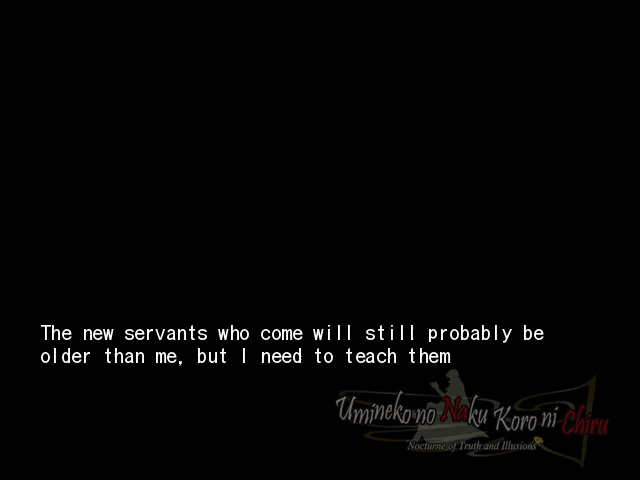 The new servants who come will still probably be
older than me, but I need to teach them
Umineko no Naku Koro ni Chiru
Nocturne of Truth and Illusions